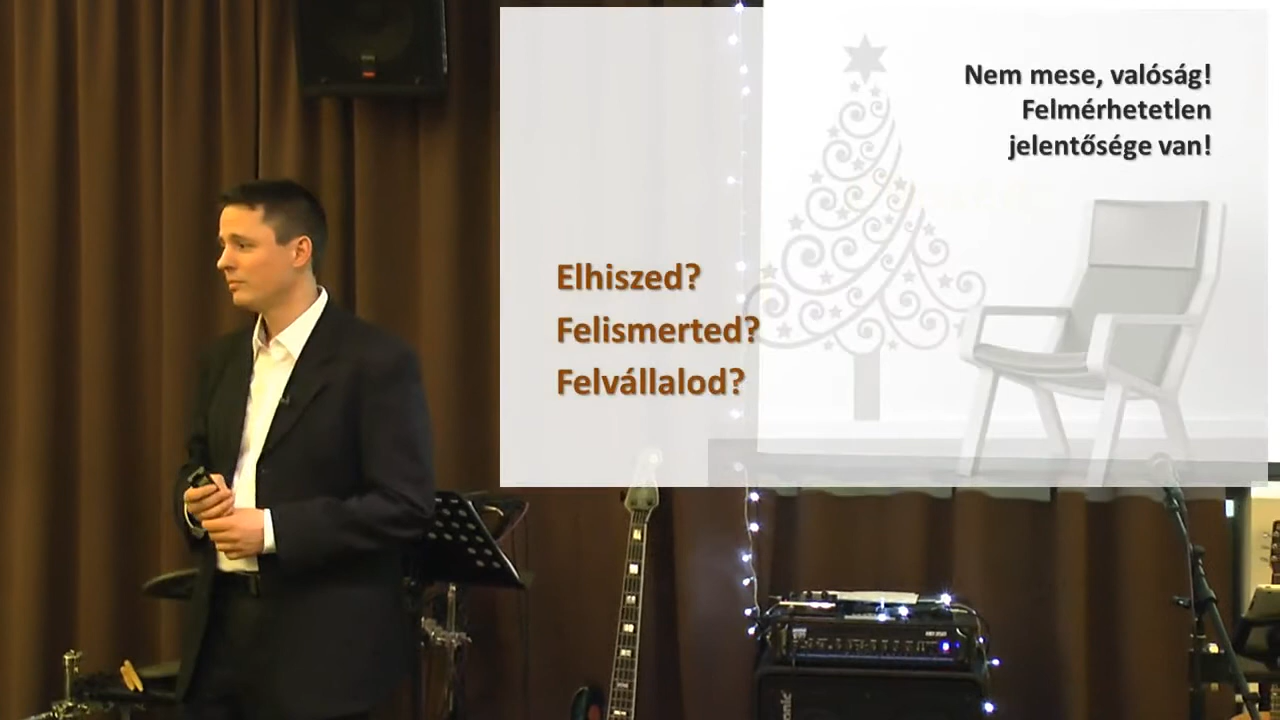 Nem mese, valóság!
Felmérhetetlen
jelentősége van!
Elhiszed?
Felismerted?
Felvállalod?